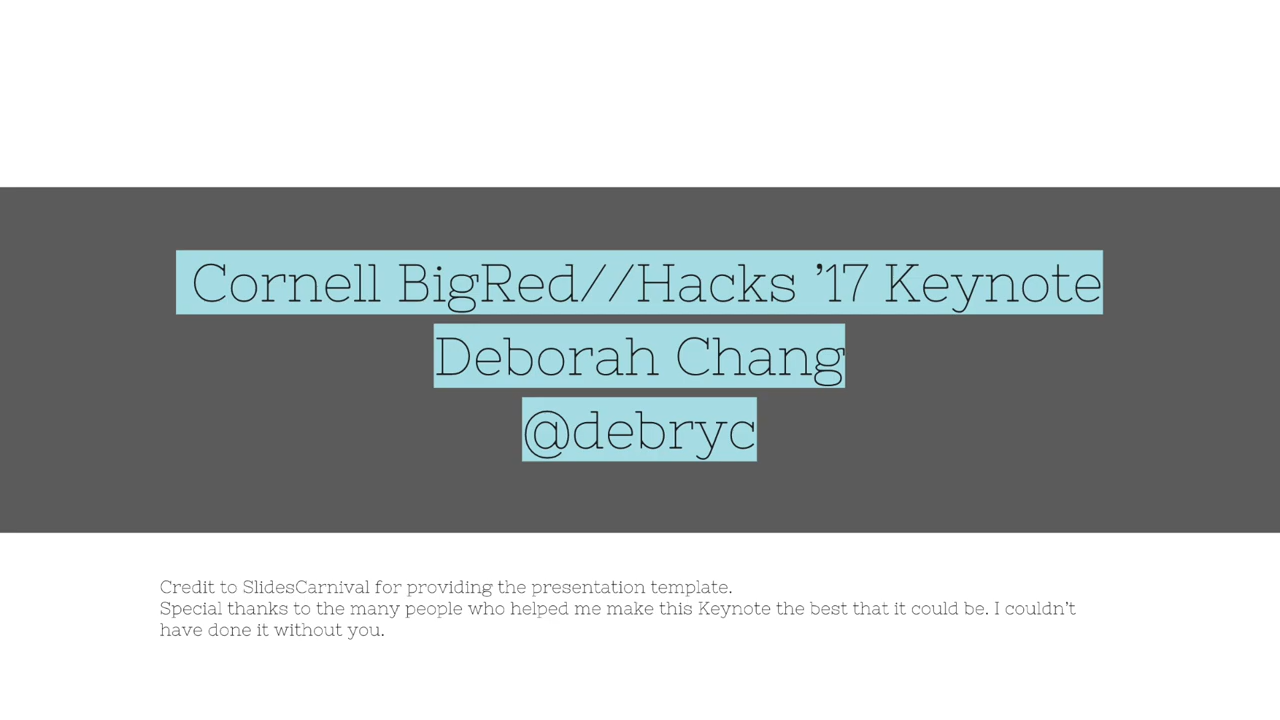 Cornell BigRed//Hacks ’17 Keynote
Deborah Chang
@debryc
Credit to SlidesCarnival for providing the presentation template.
Special thanks to the many people who helped me make this Keynote the best that it could be. I couldn’t
have done it without you.